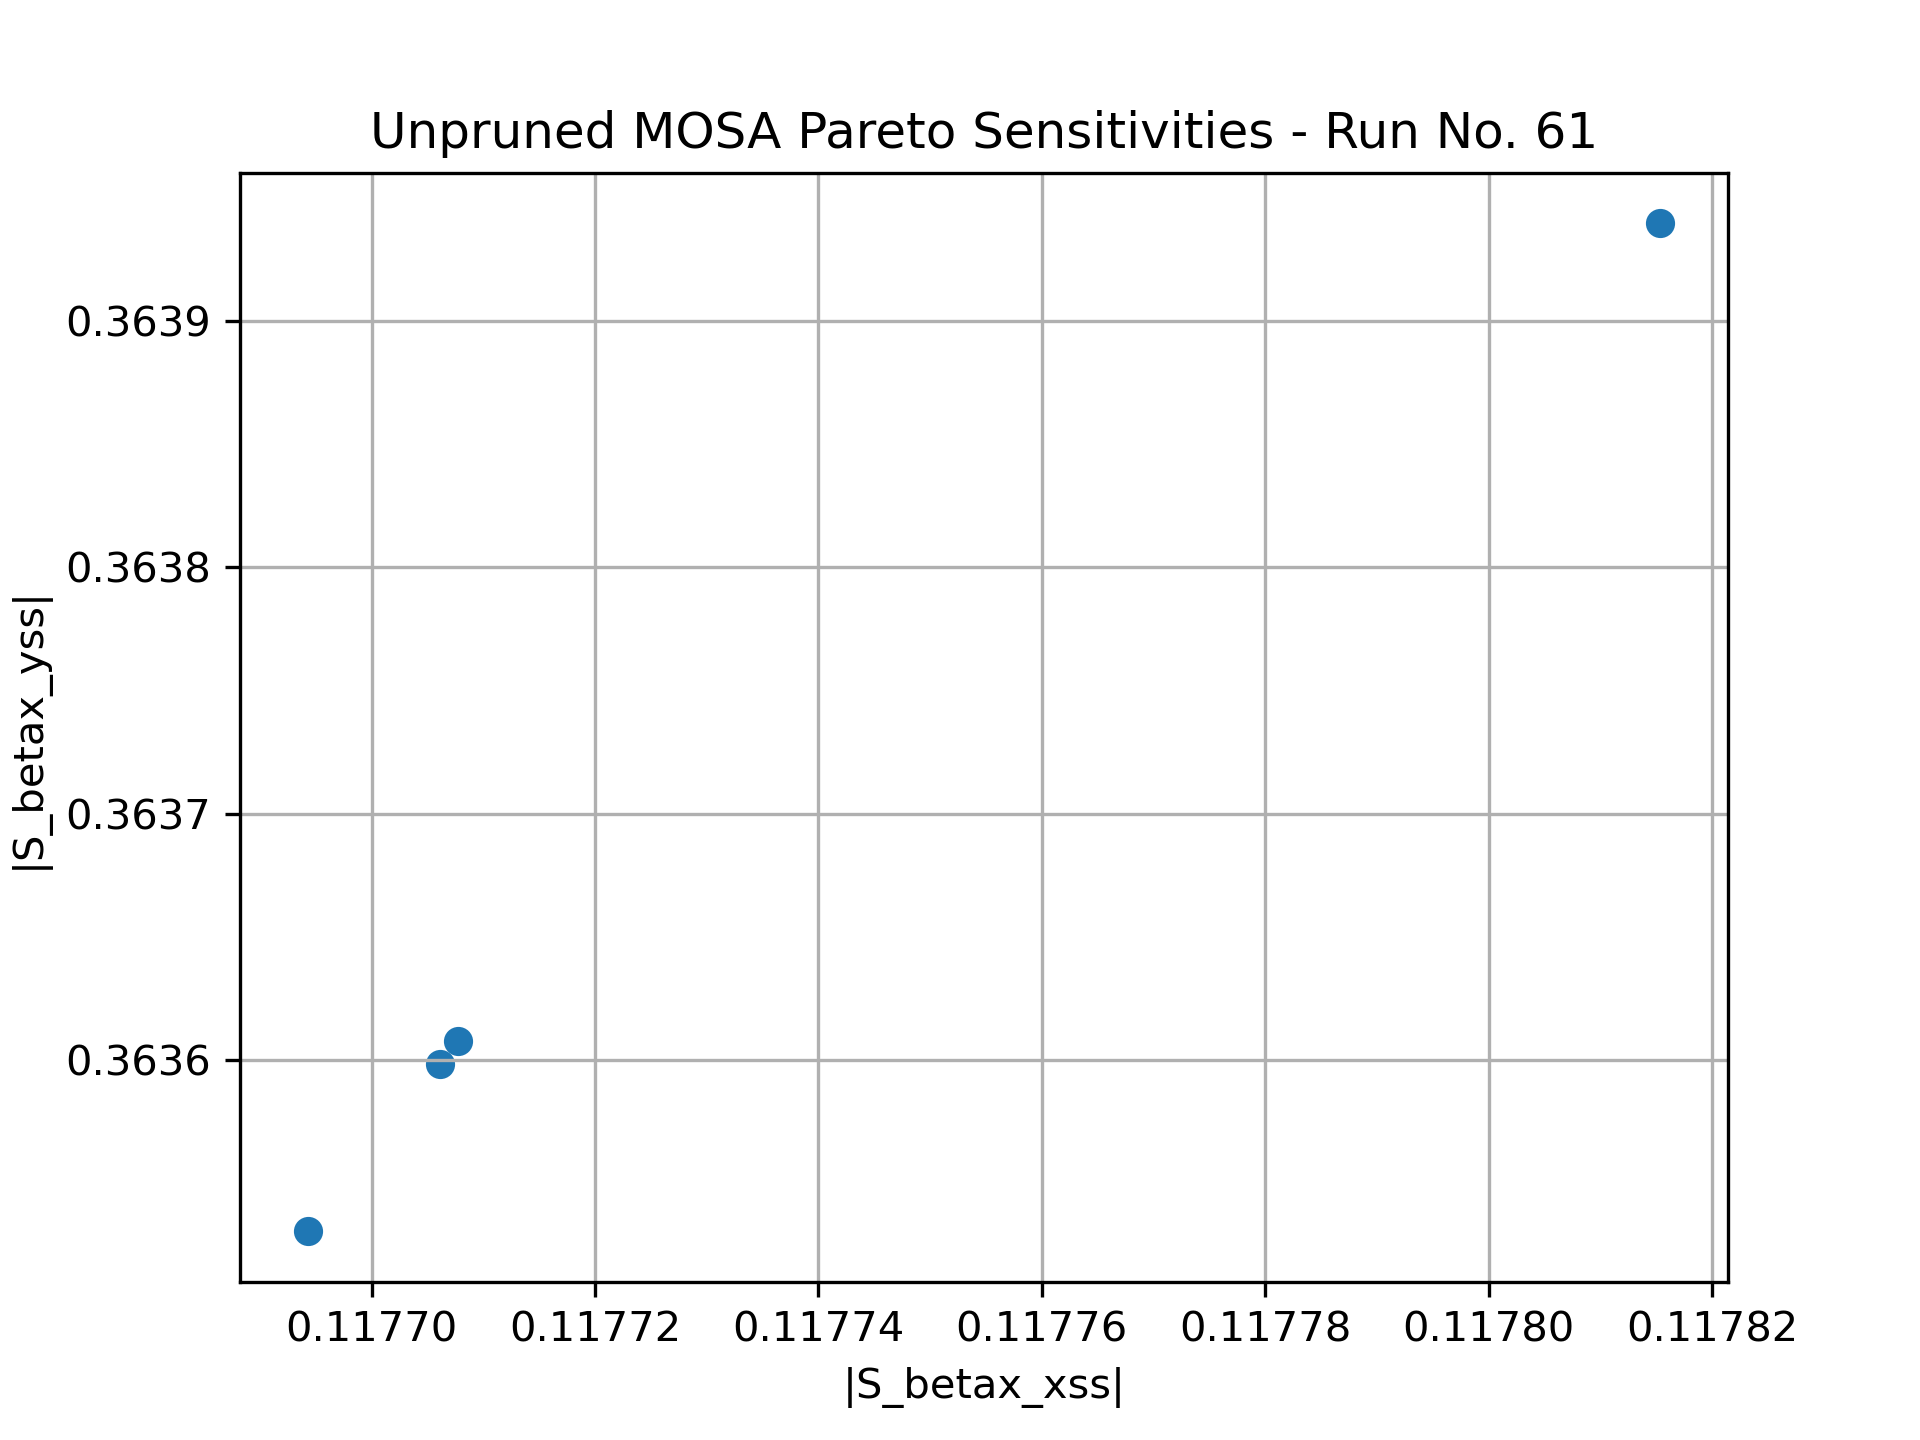 Unpruned MOSA Pareto Sensitivities - Run No. 61
|S_betax_yss|
0.3639
0.3638
0.3637
0.3636
0.11770 0.11772 0.11774 0.11776 0.11778 0.11780 0.11782
|S_betax_xss|